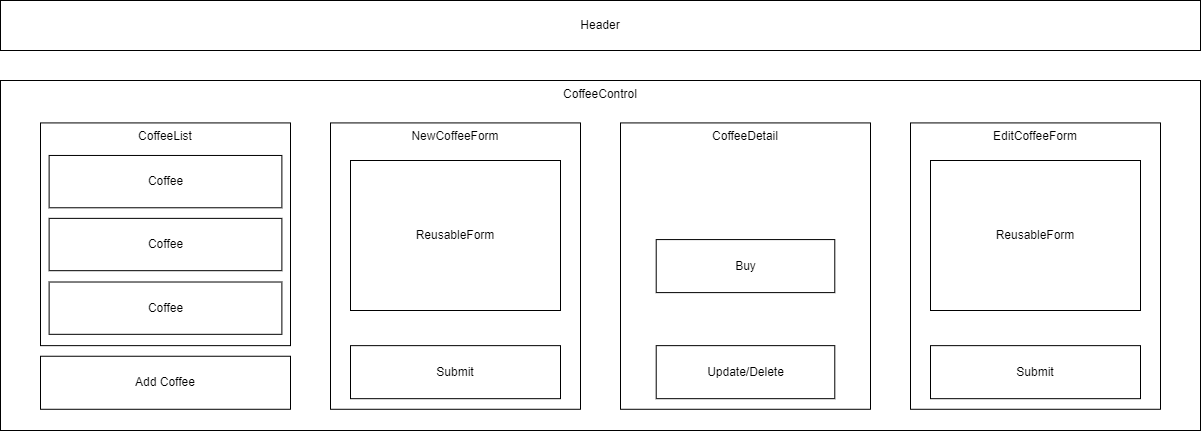 Header
CoffeeControl
CoffeeList
Coffee
Coffee
Coffee
Add Coffee
NewCoffeeForm
ReusableForm
Submit
CoffeeDetail
Buy
Update/Delete
EditCoffeeForm
ReusableForm
Submit